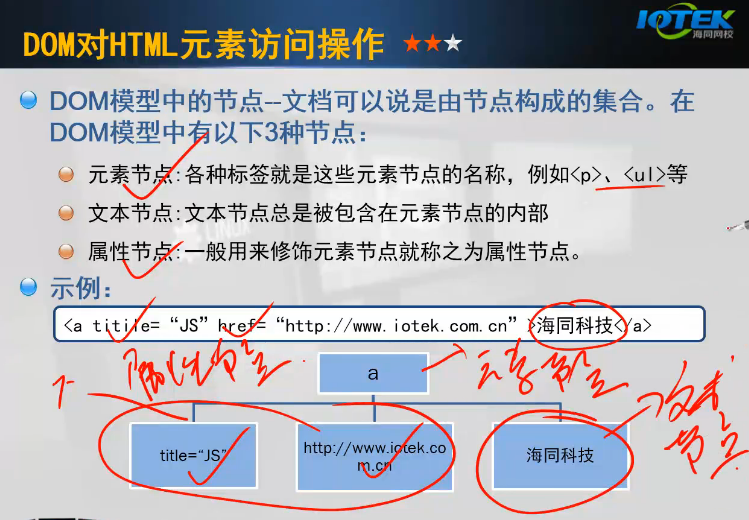 IOTEK
海同网校
DOM对HTML元素访问操作
DOM模型中的节点--文档可以说是由节点构成的集合。在
DOM模型中有以下3种节点：
元素节点:各种标签就是这些元素节点的名称，例如<p>、<ul>等
文本节点:文本节点总是被包含在元素节点的内部
属性节点:一般用来修饰元素节点就称之为属性节点。
LINUX
示例：
<a titile=“JS”href=“http://www.iotek.com.cn”>海同科技</a>
属性节点
a
元素节点
文本
节点
title=“JS”
http://www.iotek.co
m.cn
海同科技